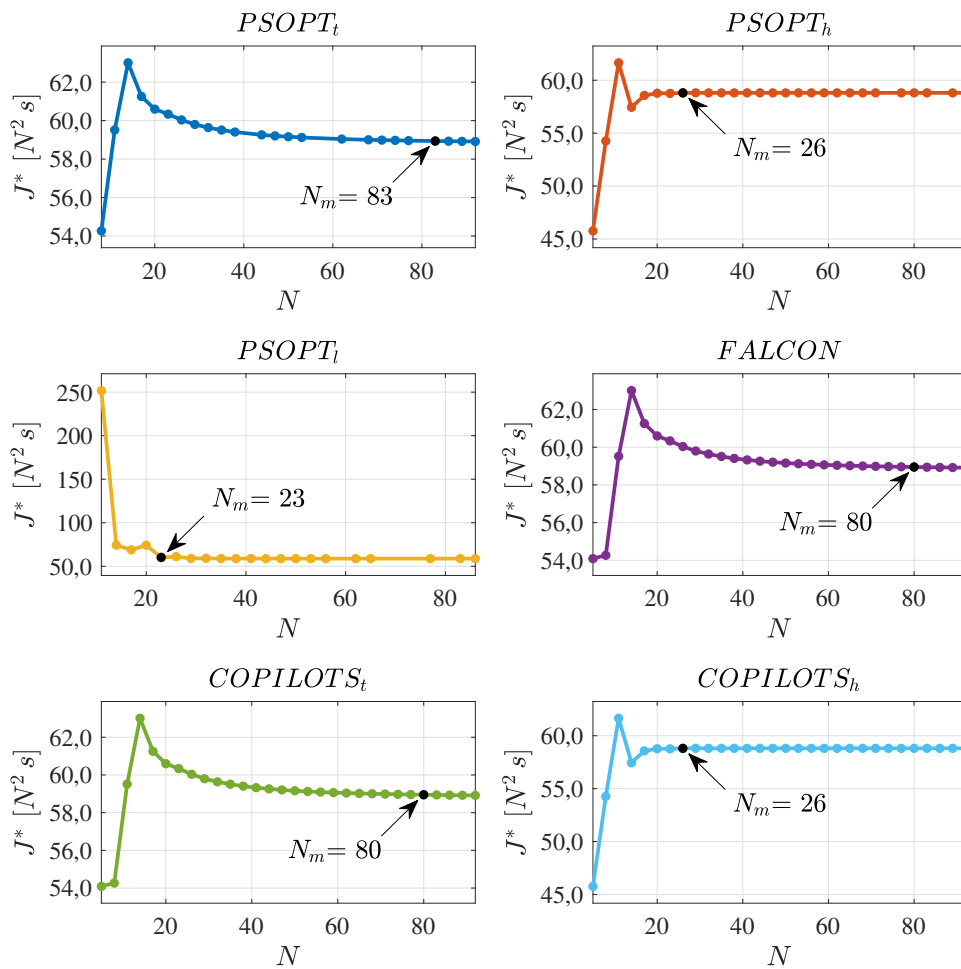 PSOPT_t
J* [N² s]
62,0
60,0
58,0
56,0
54,0
N_m = 83
20 40 60 80
N
PSOPT_h
J* [N² s]
60,0
55,0
50,0
45,0
N_m = 26
20 40 60 80
N
PSOPT_l
J* [N² s]
250
200
150
100
50,0
N_m = 23
20 40 60 80
N
FALCON
J* [N² s]
62,0
60,0
58,0
56,0
54,0
N_m = 80
20 40 60 80
N
COPILOTS_t
J* [N² s]
62,0
60,0
58,0
56,0
54,0
N_m = 80
20 40 60 80
N
COPILOTS_h
J* [N² s]
60,0
55,0
50,0
45,0
N_m = 26
20 40 60 80
N